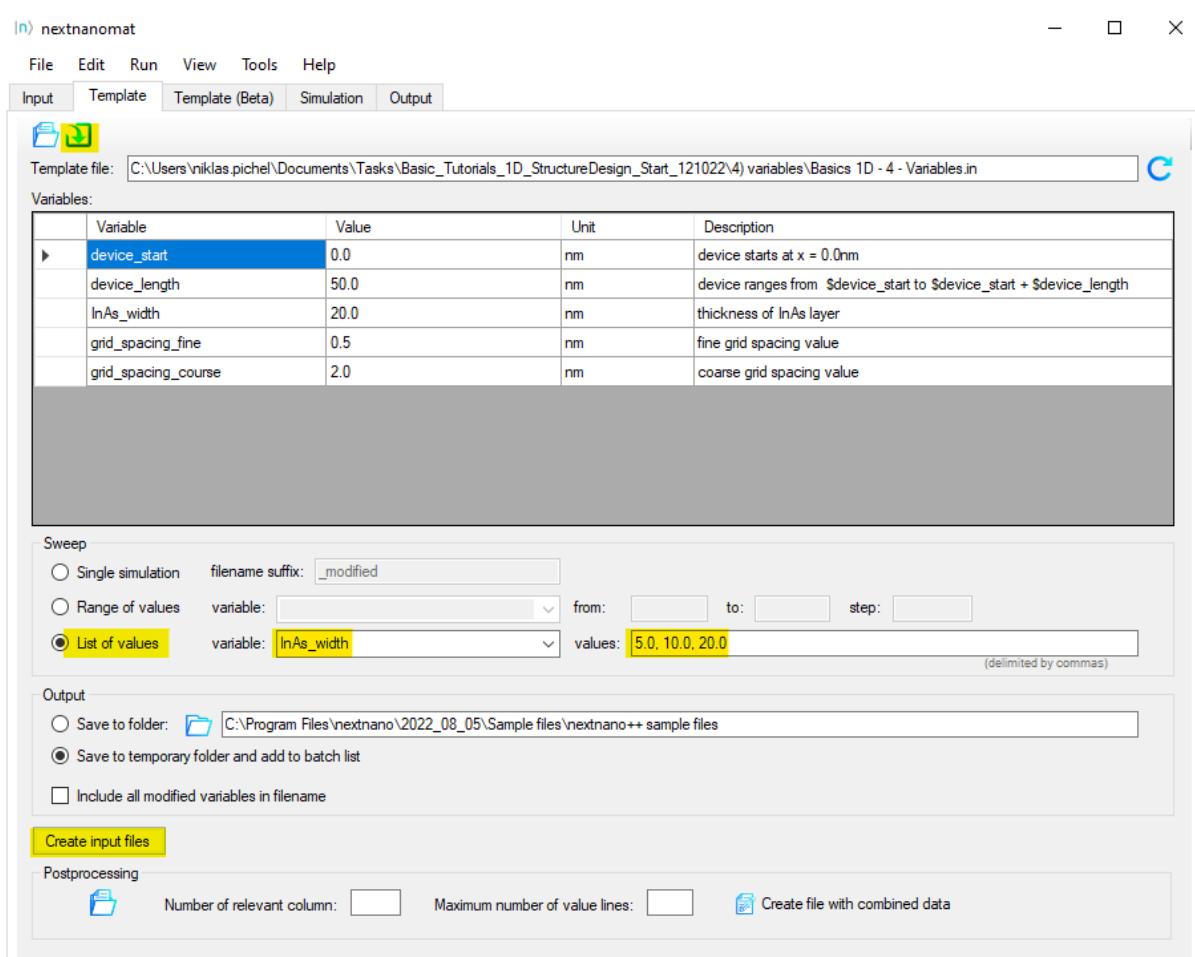 |n⟩ nextnanomat
File Edit Run View Tools Help
Input Template Template (Beta) Simulation Output
Template file: C:\Users\niklas.pichel\Documents\Tasks\Basic_Tutorials_1D_StructureDesign_Start_121022\4) variables\Basics 1D - 4 - Variables.in
Variables:
Variable Value Unit Description
device_start 0.0 nm device starts at x = 0.0nm
device_length 50.0 nm device ranges from $device_start to $device_start + $device_length
InAs_width 20.0 nm thickness of InAs layer
grid_spacing_fine 0.5 nm fine grid spacing value
grid_spacing_course 2.0 nm coarse grid spacing value
Sweep
Single simulation filename suffix: _modified
Range of values variable: from: to: step:
List of values variable: InAs_width values: 5.0, 10.0, 20.0
(delimited by commas)
Output
Save to folder: C:\Program Files\nextnano\2022_08_05\Sample files\nextnano++ sample files
Save to temporary folder and add to batch list
Include all modified variables in filename
Create input files
Postprocessing
Number of relevant column: Maximum number of value lines: Create file with combined data